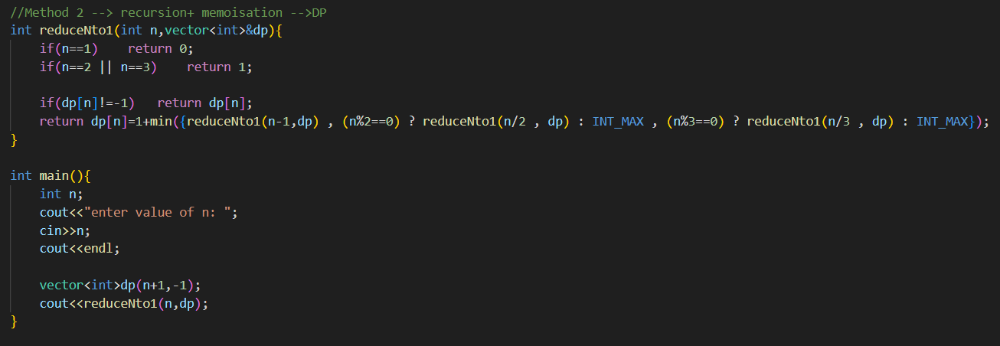 //Method 2 --> recursion+ memoisation -->DP
int reduceNto1(int n,vector<int>&dp){
    if(n==1)    return 0;
    if(n==2 || n==3)    return 1;

    if(dp[n]!=-1)   return dp[n];
    return dp[n]=1+min({reduceNto1(n-1,dp) , (n%2==0) ? reduceNto1(n/2 , dp) : INT_MAX , (n%3==0) ? reduceNto1(n/3 , dp) : INT_MAX});
}

int main(){
    int n;
    cout<<"enter value of n: ";
    cin>>n;
    cout<<endl;

    vector<int>dp(n+1,-1);
    cout<<reduceNto1(n,dp);
}